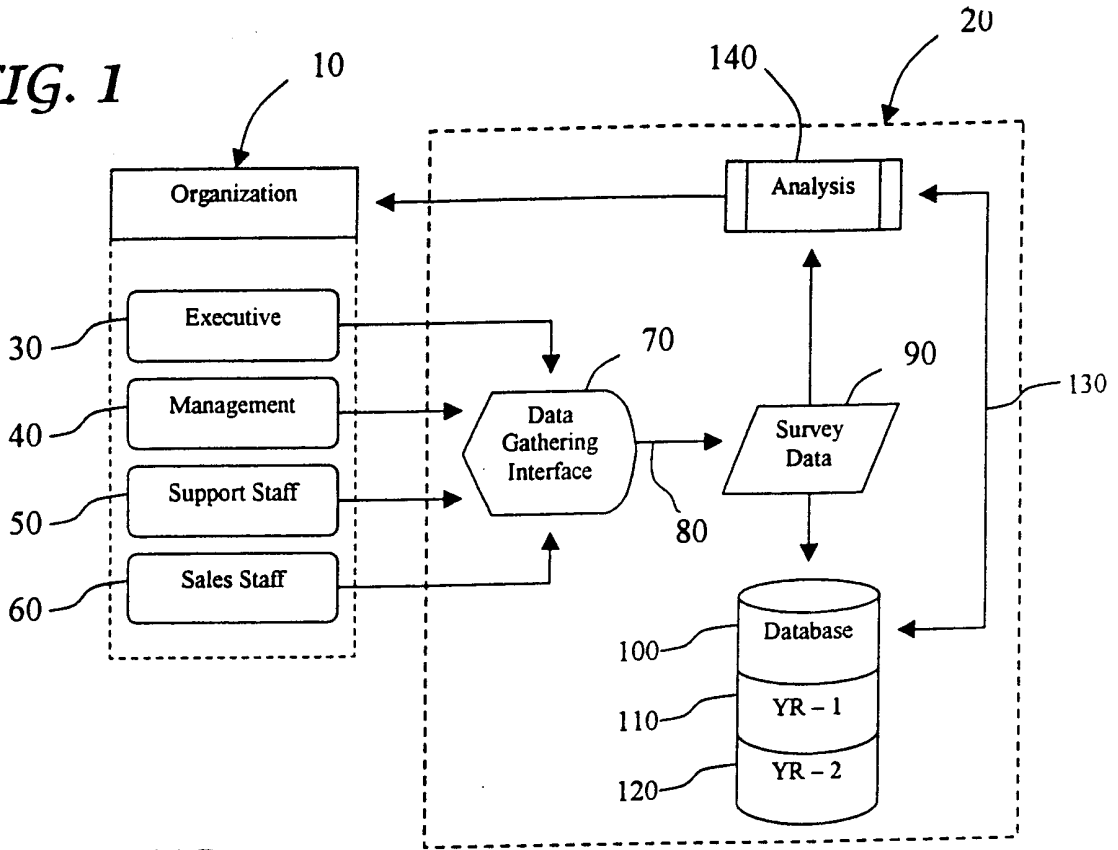 FIG. 1
10
20
140
Organization
Analysis
Executive
30
70
90
Management
40
Data
Gathering
Interface
Survey
Data
130
Support Staff
50
80
Sales Staff
60
Database
100
YR – 1
110
YR – 2
120